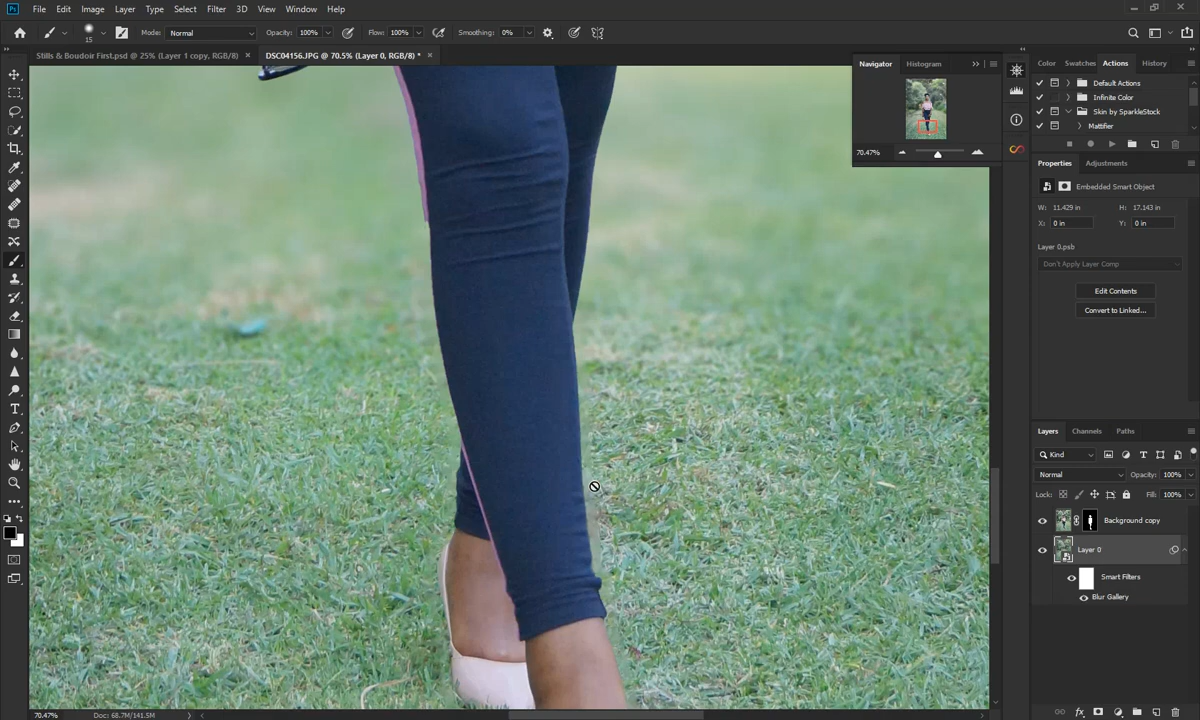 Ps File Edit Image Layer Type Select Filter 3D View Window Help
15 Mode: Normal Opacity: 100% Flow: 100% Smoothing: 0%
Stills & Boudoir First.psd @ 25% (Layer 1 copy, RGB/8) × DSC04156.JPG @ 70.5% (Layer 0, RGB/8) * ×
Navigator Histogram
70.47%
Color Swatches Actions History
Default Actions
Infinite Color
Skin by SparkleStock
Mattifier
Properties Adjustments
Embedded Smart Object
W: 11.429 in H: 17.143 in
X: 0 in Y: 0 in
Layer 0.psb
Don't Apply Layer Comp
Edit Contents
Convert to Linked...
Layers Channels Paths
Kind
Normal Opacity: 100%
Lock: Fill: 100%
Background copy
Layer 0
Smart Filters
Blur Gallery
70.47% Doc: 68.7M/141.5M